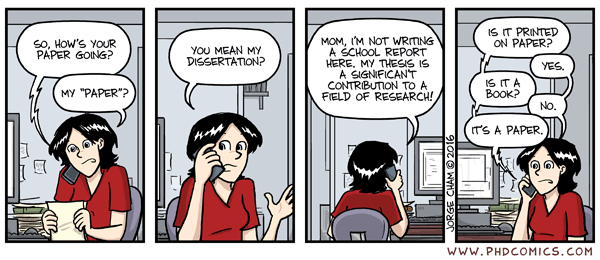 SO, HOW'S YOUR
PAPER GOING?
MY "PAPER"?
YOU MEAN MY
DISSERTATION?
MOM, I'M NOT WRITING
A SCHOOL REPORT
HERE. MY THESIS IS
A SIGNIFICAN'T
CONTRIBUTION TO A
FIELD OF RESEARCH!
IS IT PRINTED
ON PAPER?
YES.
IS IT A
BOOK?
NO.
IT'S A PAPER.
JORGE CHAM © 2016
WWW.PHDCOMICS.COM